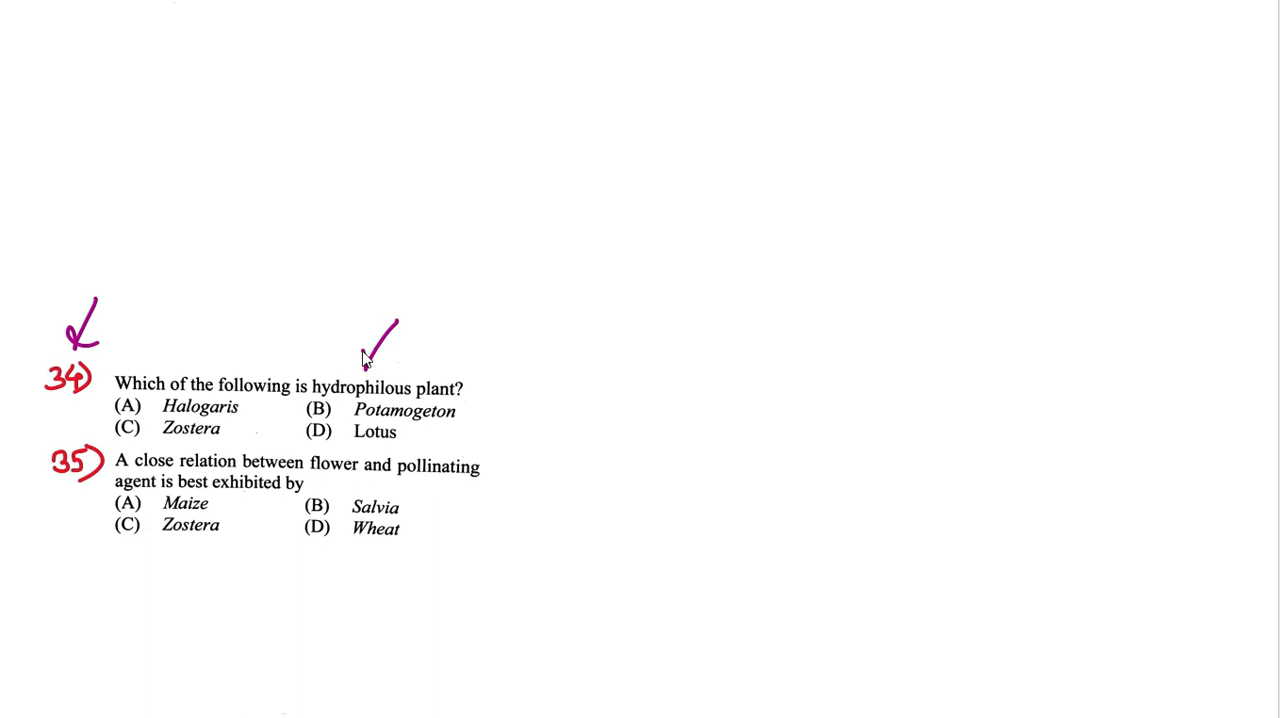 34) Which of the following is hydrophilous plant?
(A) Halogaris (B) Potamogeton
(C) Zostera (D) Lotus
35) A close relation between flower and pollinating
agent is best exhibited by
(A) Maize (B) Salvia
(C) Zostera (D) Wheat